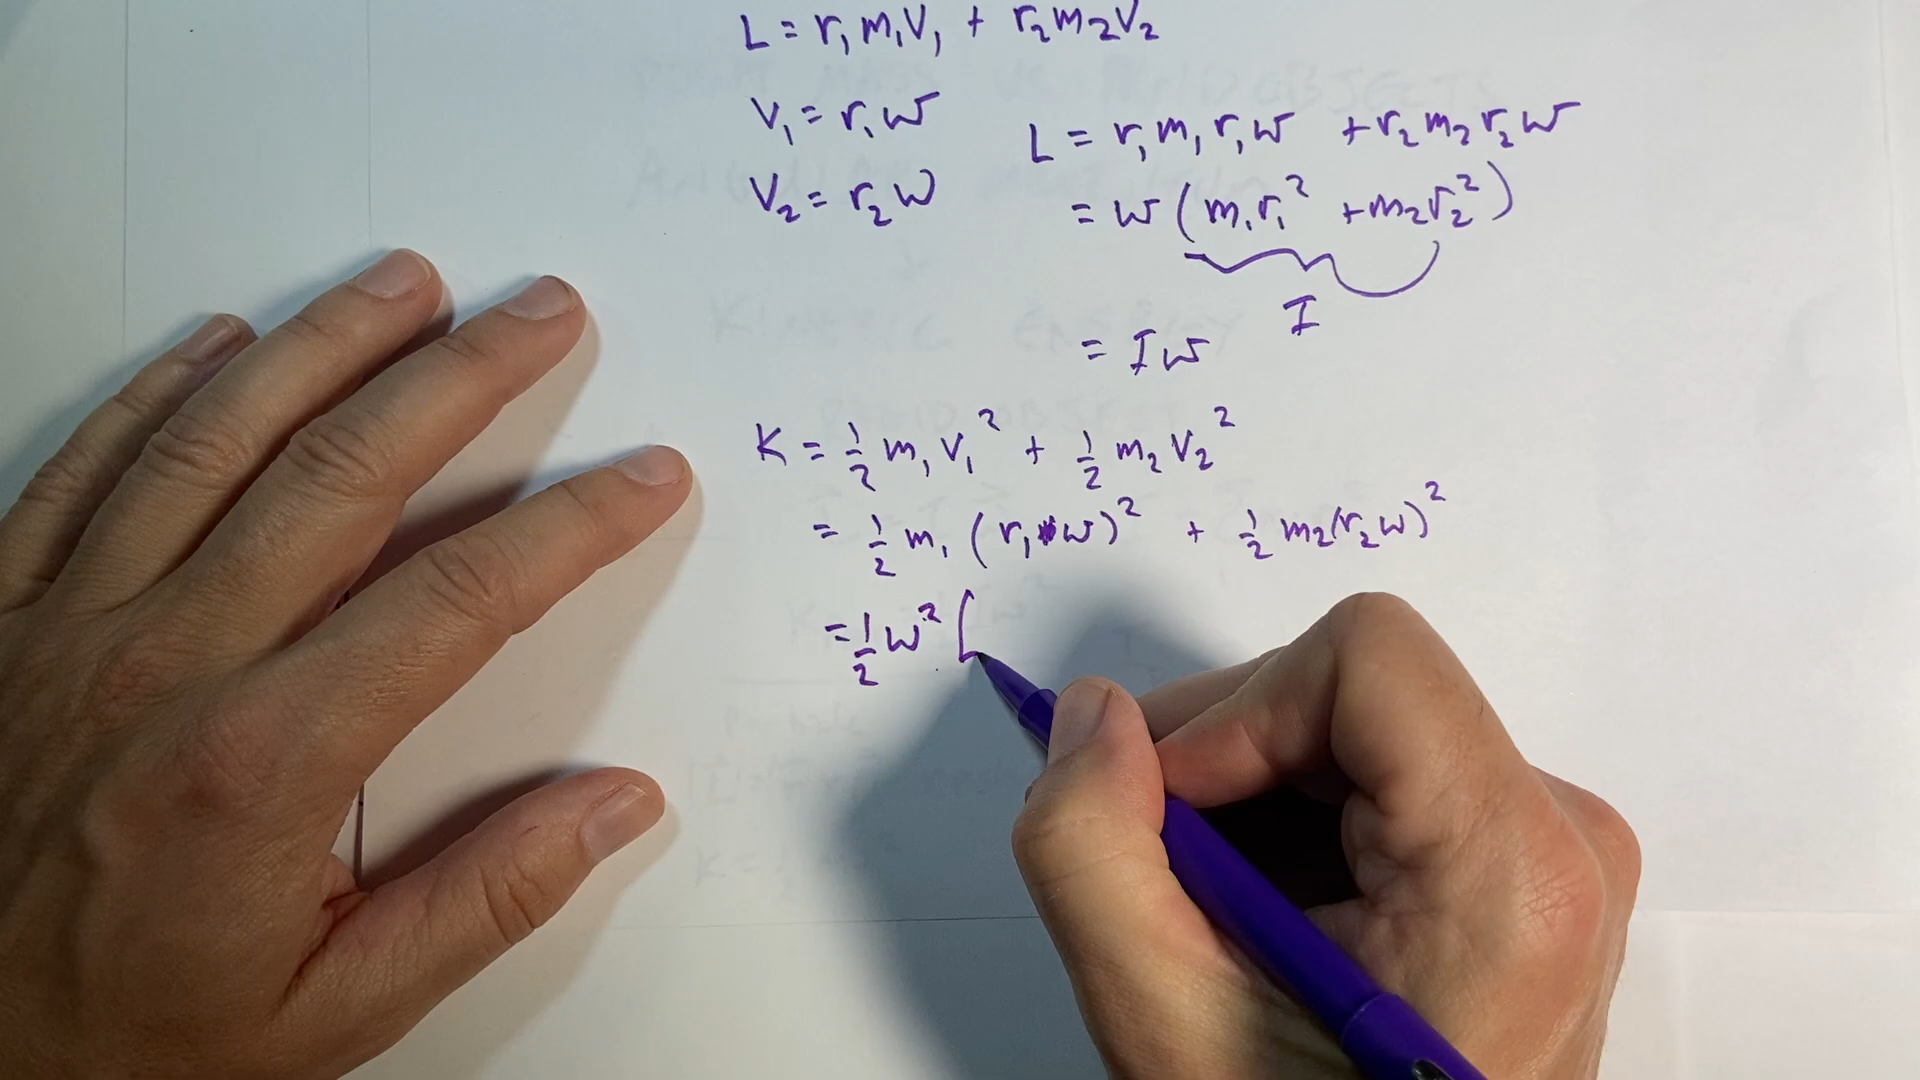 L = r₁m₁v₁ + r₂m₂v₂
v₁ = r₁w
L = r₁m₁r₁w + r₂m₂r₂w
v₂ = r₂w
= w(m₁r₁² + m₂r₂²)
I
= Iw
K = ½m₁v₁² + ½m₂v₂²
= ½m₁(r₁w)² + ½m₂(r₂w)²
= ½w² [